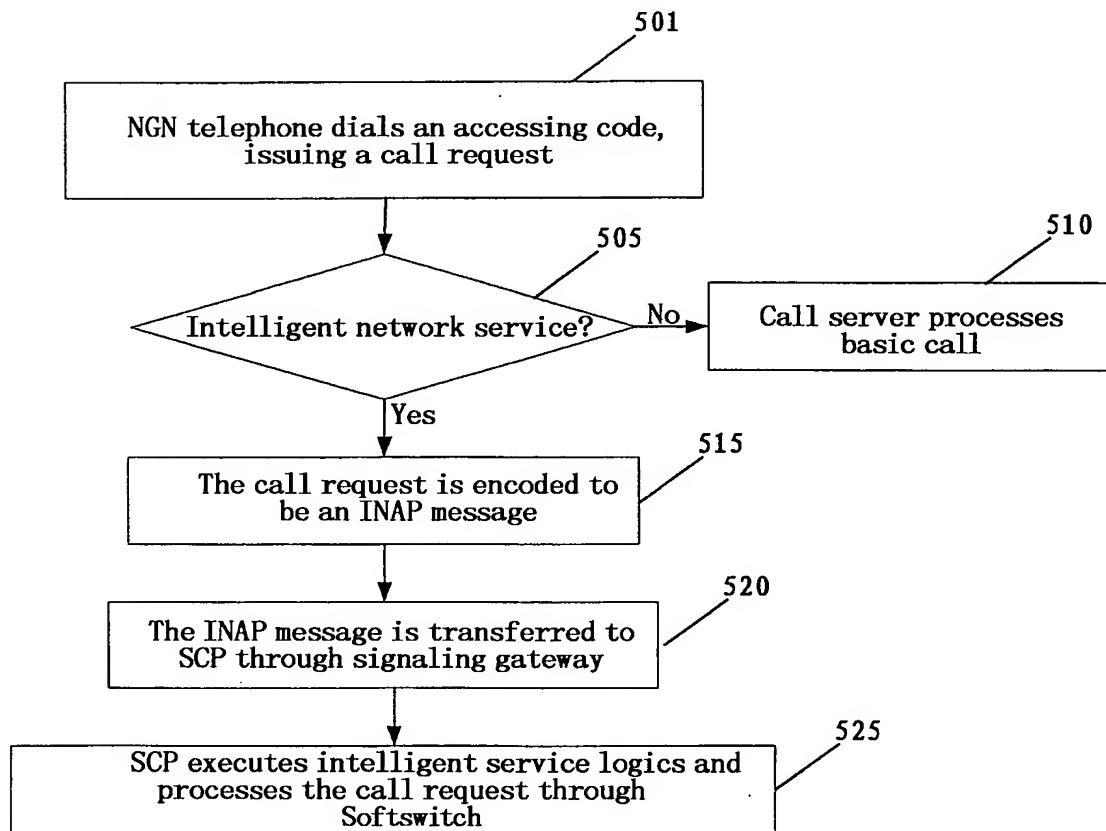 501
NGN telephone dials an accessing code,
issuing a call request
505
510
Intelligent network service?
No
Call server processes
basic call
Yes
515
The call request is encoded to
be an INAP message
520
The INAP message is transferred to
SCP through signaling gateway
525
SCP executes intelligent service logics and
processes the call request through
Softswitch